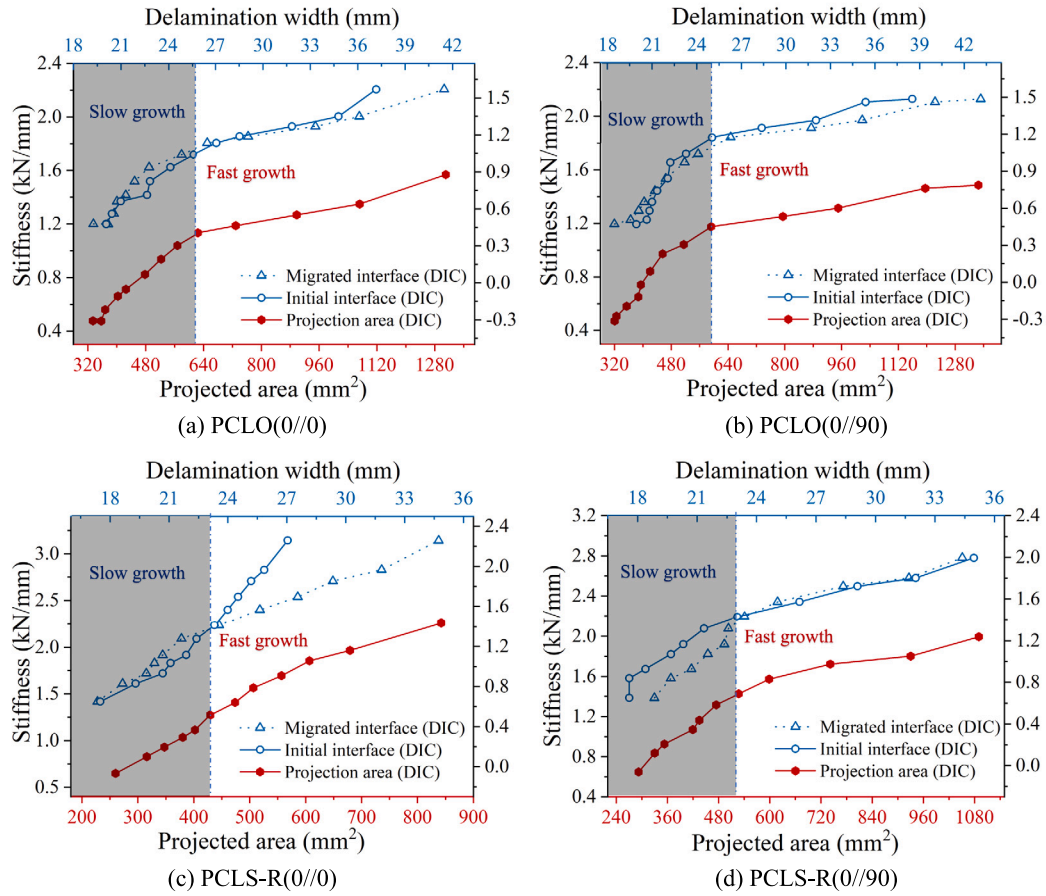 Delamination width (mm)
18 21 24 27 30 33 36 39 42
2.4
2.0
1.6
1.2
0.8
0.4
Stiffness (kN/mm)
1.5
1.2
0.9
0.6
0.3
0.0
-0.3
Slow growth
Fast growth
Migrated interface (DIC)
Initial interface (DIC)
Projection area (DIC)
320 480 640 800 960 1120 1280
Projected area (mm²)
(a) PCLO(0//0)
Delamination width (mm)
18 21 24 27 30 33 36 39 43
2.4
2.0
1.6
1.2
0.8
0.4
Stiffness (kN/mm)
1.5
1.2
0.9
0.6
0.3
0.0
-0.3
Slow growth
Fast growth
Migrated interface (DIC)
Initial interface (DIC)
Projection area (DIC)
320 480 640 800 960 1120 1280
Projected area (mm²)
(b) PCLO(0//90)
Delamination width (mm)
18 21 24 27 30 33 36
3.0
2.5
2.0
1.5
1.0
0.5
Stiffness (kN/mm)
2.4
1.8
1.2
0.6
0.0
Slow growth
Fast growth
Migrated interface (DIC)
Initial interface (DIC)
Projection area (DIC)
200 300 400 500 600 700 800 900
Projected area (mm²)
(c) PCLS-R(0//0)
Delamination width (mm)
18 21 24 27 30 33 36
3.2
2.8
2.4
2.0
1.6
1.2
0.8
0.4
Stiffness (kN/mm)
2.4
2.0
1.6
1.2
0.8
0.4
0.0
Slow growth
Fast growth
Migrated interface (DIC)
Initial interface (DIC)
Projection area (DIC)
240 360 480 600 720 840 960 1080
Projected area (mm²)
(d) PCLS-R(0//90)